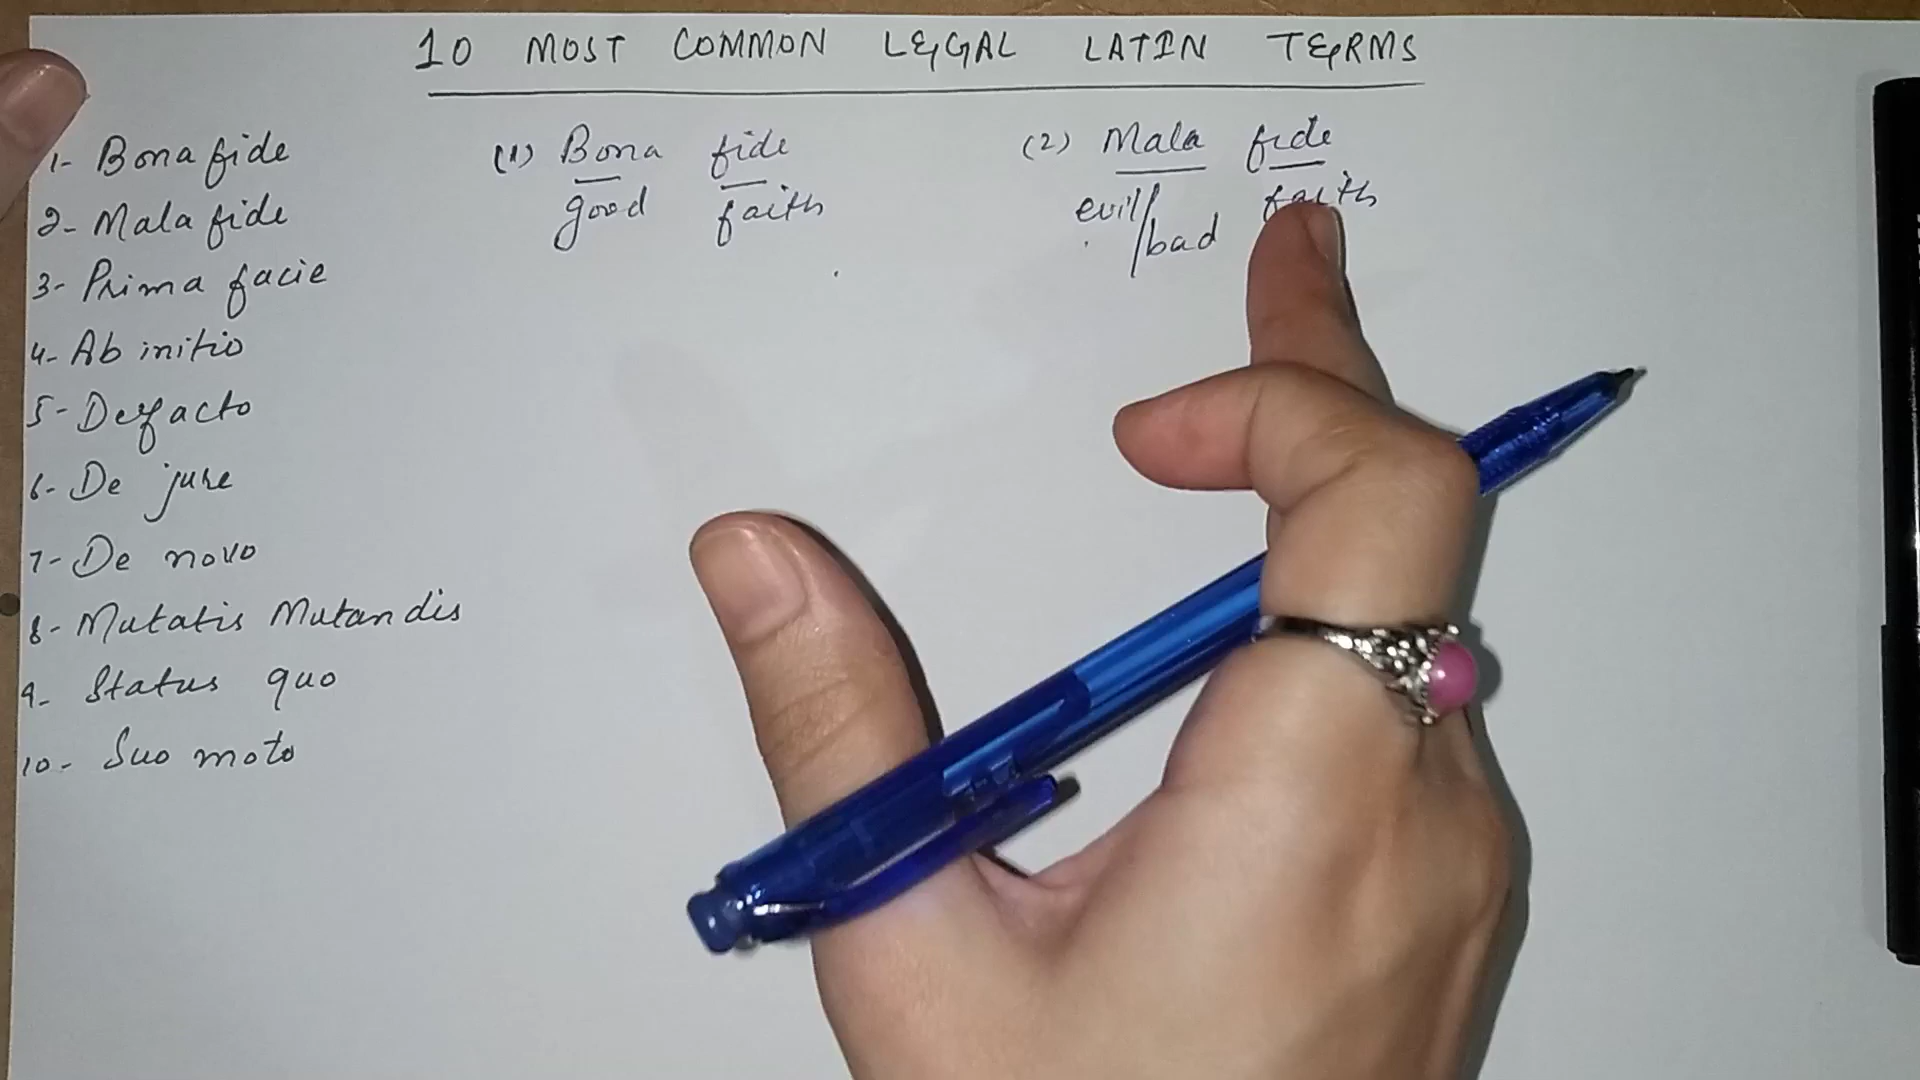 10 MOST COMMON LEGAL LATIN TERMS
1- Bona fide
2- Mala fide
3- Prima facie
4- Ab initio
5- Defacto
6- De jure
7- De novo
8- Mutatis Mutandis
9- Status quo
10- Suo moto
(1) Bona fide
good faith
(2) Mala fide
evil/ faith
/bad